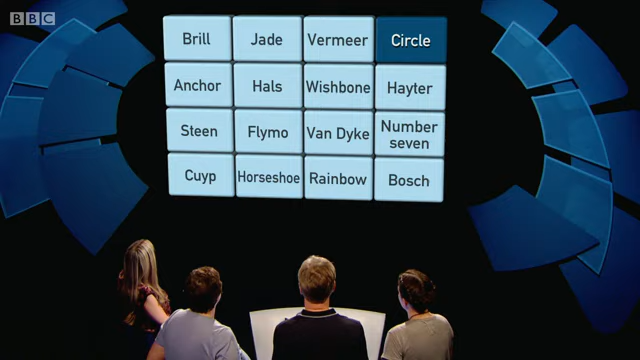 BBC
Brill Jade Vermeer Circle
Anchor Hals Wishbone Hayter
Steen Flymo Van Dyke Number
seven
Cuyp Horseshoe Rainbow Bosch